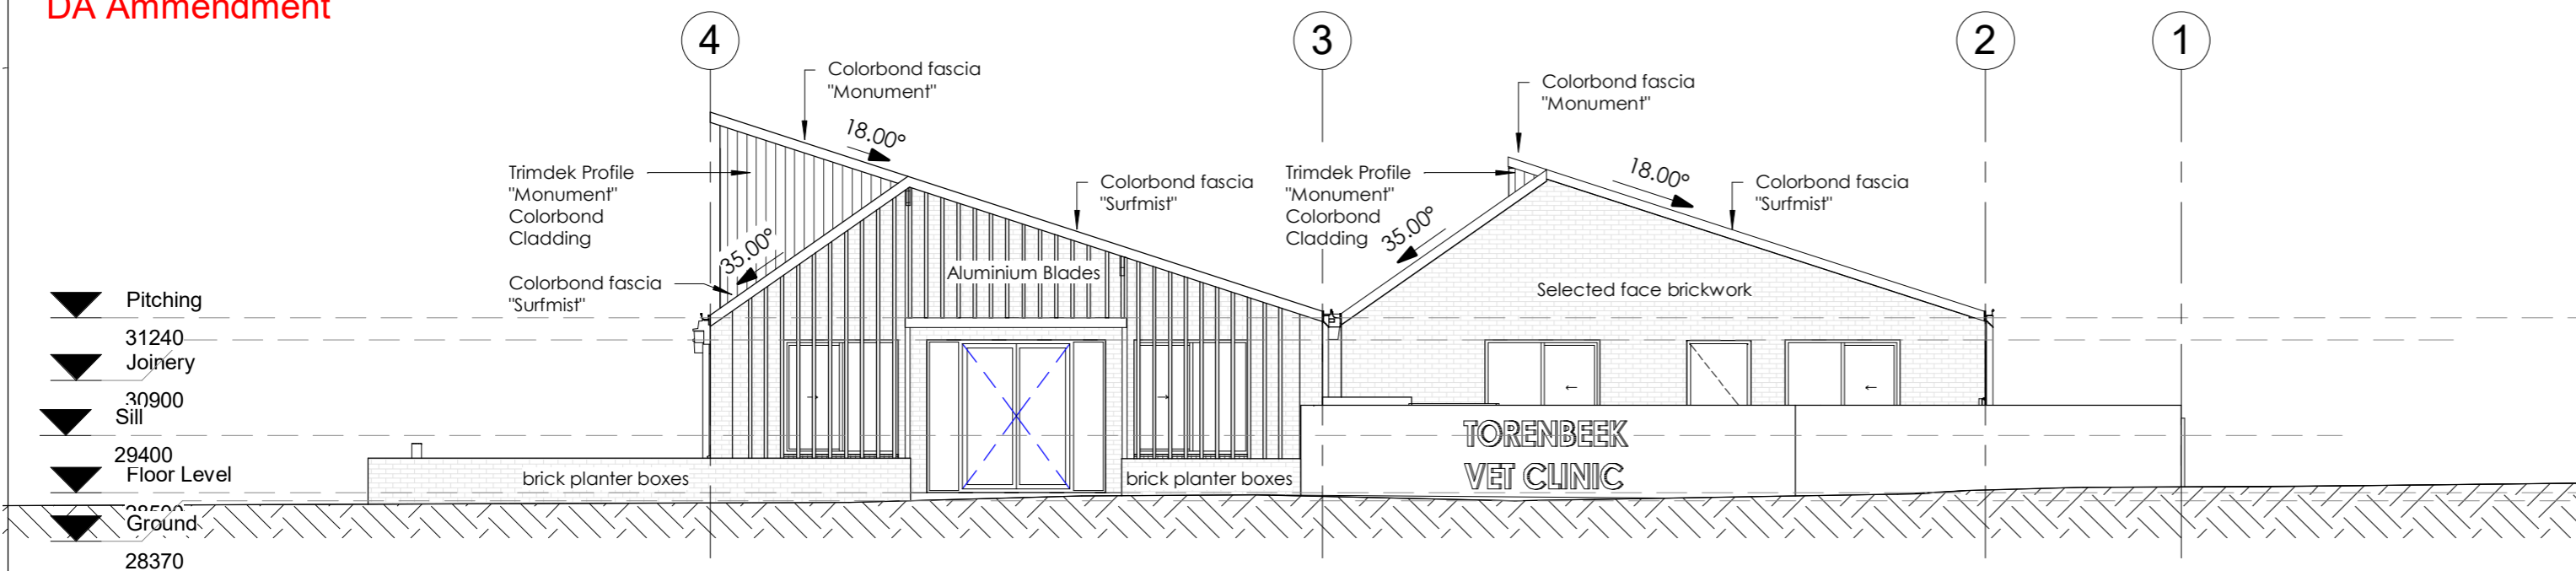 DA Ammendment
4
3
2
1
Colorbond fascia
"Monument"
18.00°
Trimdek Profile
"Monument"
Colorbond
Cladding
35.00°
Colorbond fascia
"Surfmist"
Colorbond fascia
"Surfmist"
Aluminium Blades
Colorbond fascia
"Monument"
18.00°
Trimdek Profile
"Monument"
Colorbond
Cladding
35.00°
Colorbond fascia
"Surfmist"
Selected face brickwork
Pitching
31240
Joinery
30900
Sill
29400
Floor Level
28500
Ground
28370
brick planter boxes
brick planter boxes
TORENBEEK
VET CLINIC